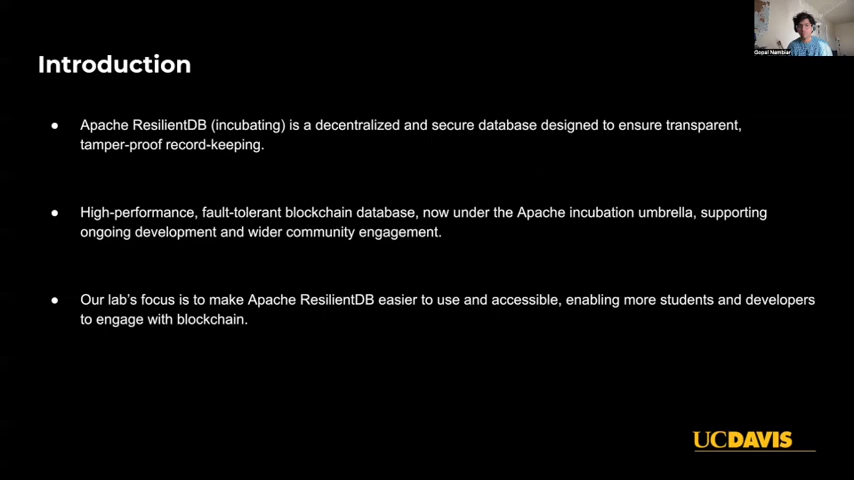 Gopal Nambiar
Introduction
● Apache ResilientDB (incubating) is a decentralized and secure database designed to ensure transparent,
tamper-proof record-keeping.
● High-performance, fault-tolerant blockchain database, now under the Apache incubation umbrella, supporting
ongoing development and wider community engagement.
● Our lab's focus is to make Apache ResilientDB easier to use and accessible, enabling more students and developers
to engage with blockchain.
UCDAVIS